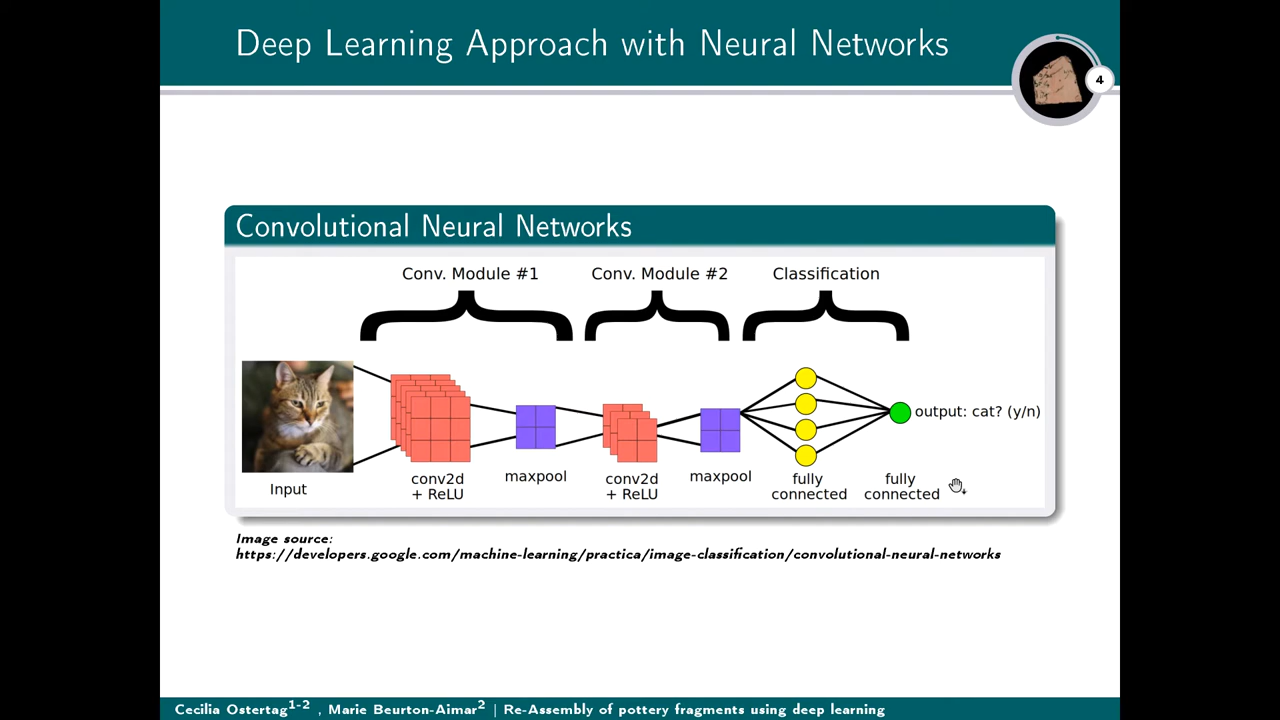 Deep Learning Approach with Neural Networks
4
Convolutional Neural Networks
Conv. Module #1
Conv. Module #2
Classification
output: cat? (y/n)
Input
conv2d
+ ReLU
maxpool
conv2d
+ ReLU
maxpool
fully
connected
fully
connected
Image source:
https://developers.google.com/machine-learning/practica/image-classification/convolutional-neural-networks
Cecilia Ostertag1-2 , Marie Beurton-Aimar2 | Re-Assembly of pottery fragments using deep learning